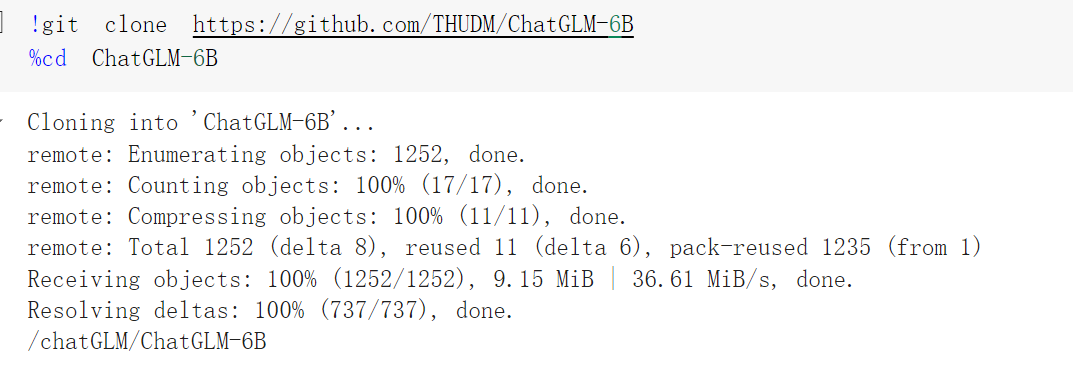 !git clone https://github.com/THUDM/ChatGLM-6B
%cd ChatGLM-6B
Cloning into 'ChatGLM-6B'...
remote: Enumerating objects: 1252, done.
remote: Counting objects: 100% (17/17), done.
remote: Compressing objects: 100% (11/11), done.
remote: Total 1252 (delta 8), reused 11 (delta 6), pack-reused 1235 (from 1)
Receiving objects: 100% (1252/1252), 9.15 MiB | 36.61 MiB/s, done.
Resolving deltas: 100% (737/737), done.
/chatGLM/ChatGLM-6B